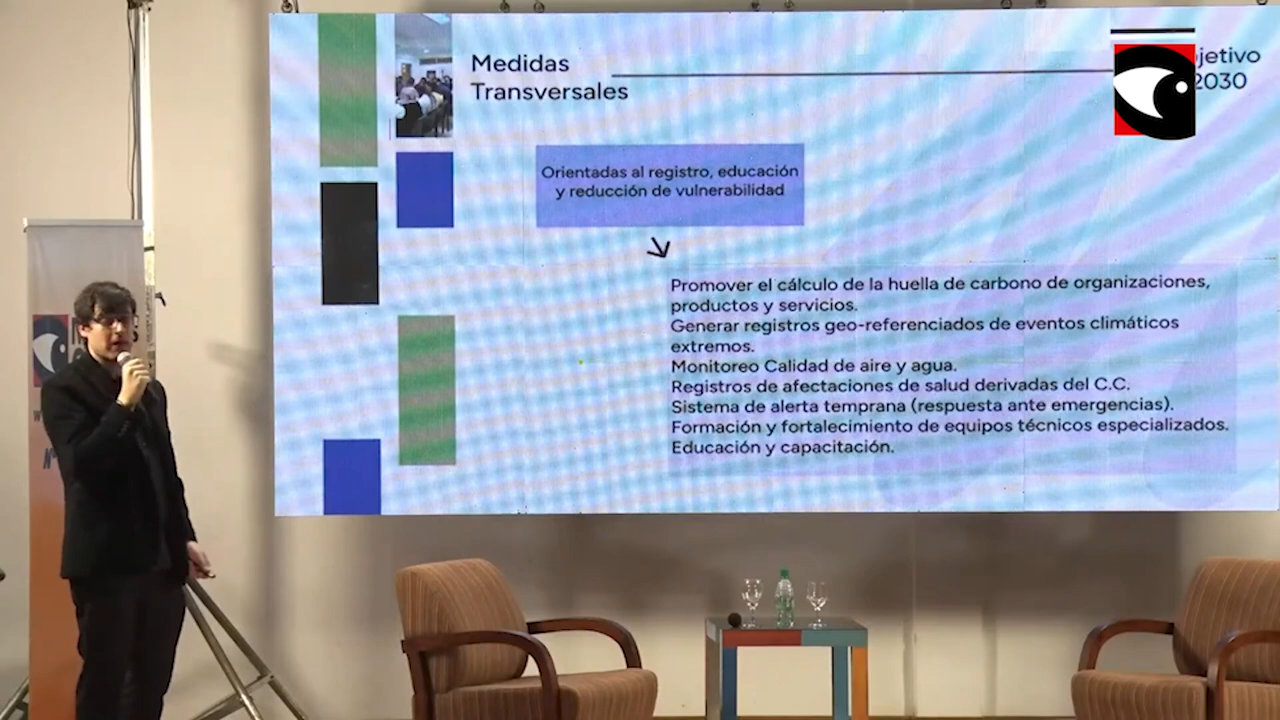 Medidas
Transversales
2030
Orientadas al registro, educación
y reducción de vulnerabilidad
Promover el cálculo de la huella de carbono de organizaciones,
productos y servicios.
Generar registros geo-referenciados de eventos climáticos
extremos.
Monitoreo Calidad de aire y agua.
Registros de afectaciones de salud derivadas del C.C.
Sistema de alerta temprana (respuesta ante emergencias).
Formación y fortalecimiento de equipos técnicos especializados.
Educación y capacitación.